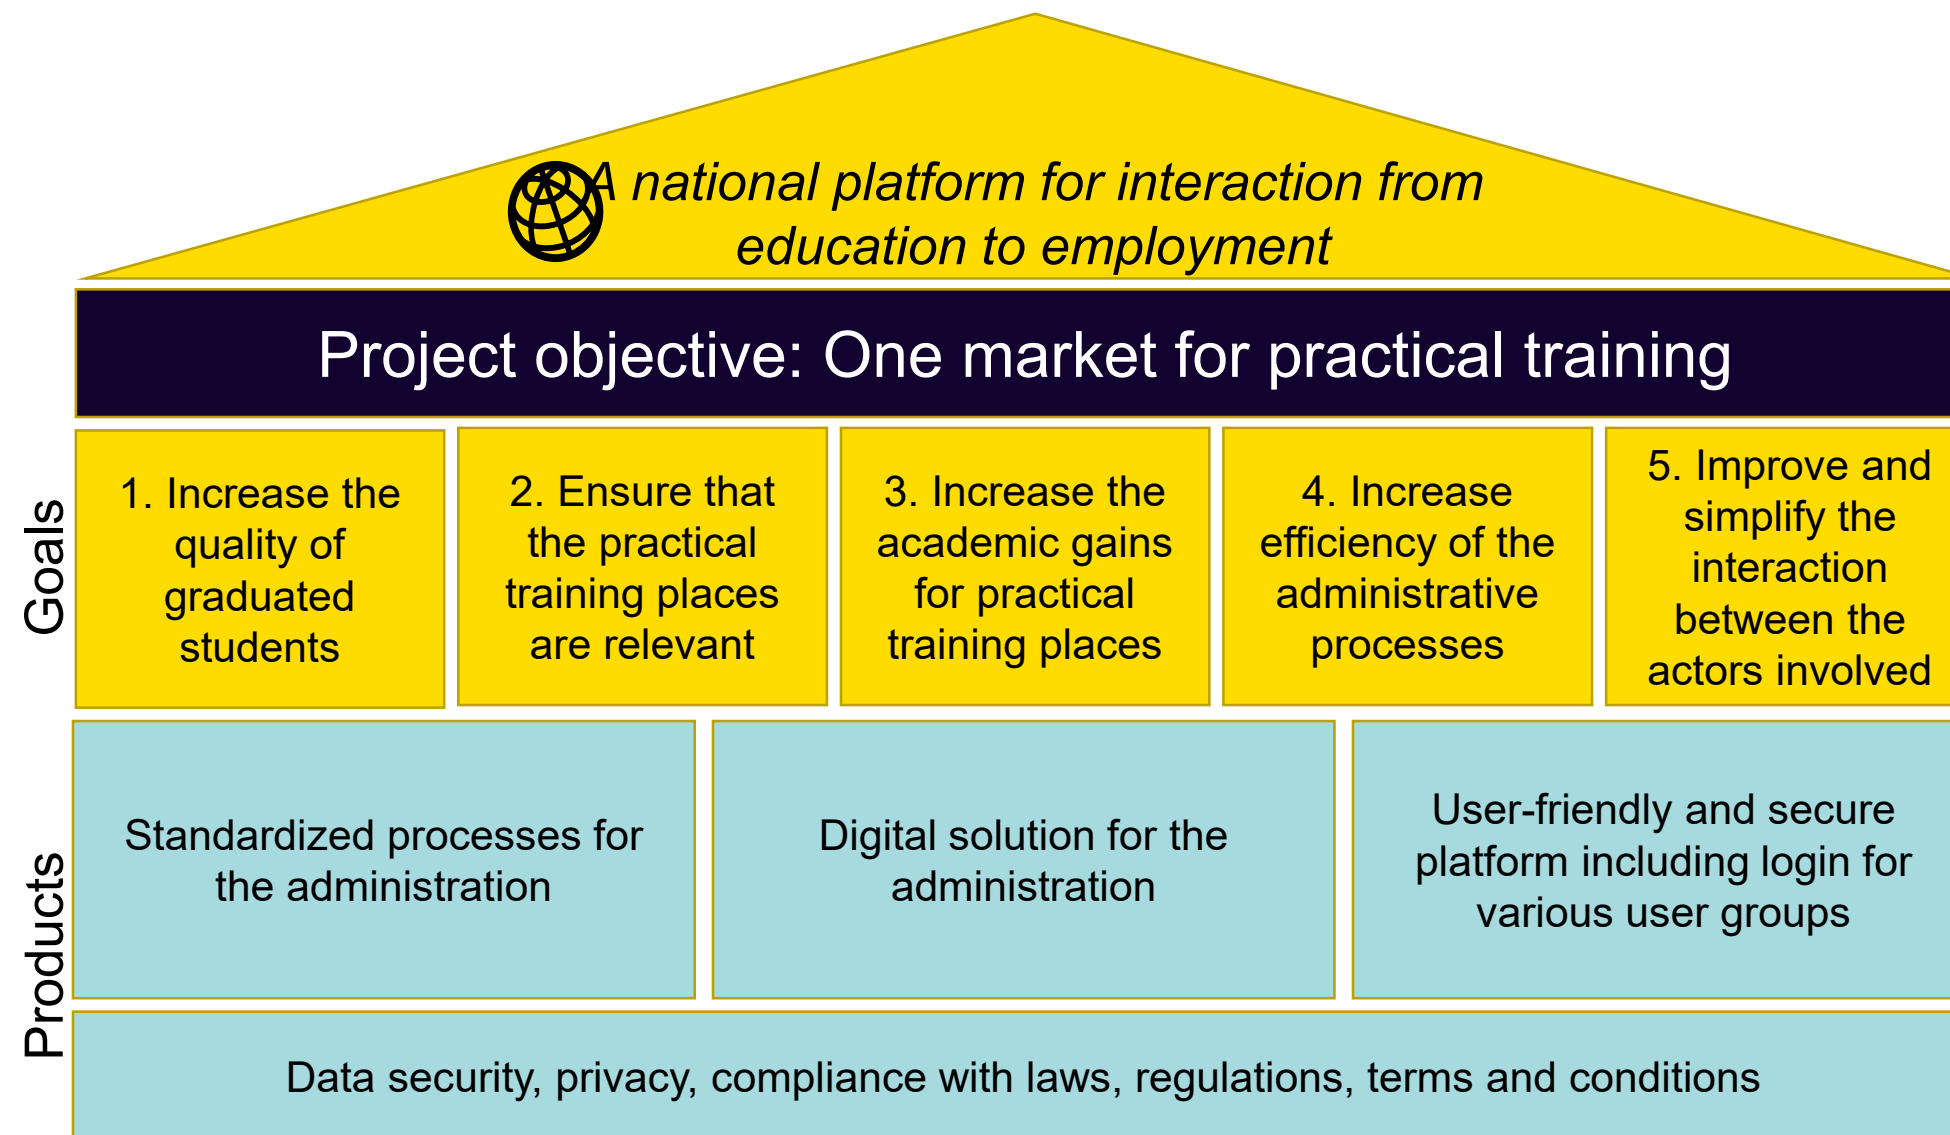 A national platform for interaction from
education to employment
Project objective: One market for practical training
Goals
1. Increase the
quality of
graduated
students
2. Ensure that
the practical
training places
are relevant
3. Increase the
academic gains
for practical
training places
4. Increase
efficiency of the
administrative
processes
5. Improve and
simplify the
interaction
between the
actors involved
Products
Standardized processes for
the administration
Digital solution for the
administration
User-friendly and secure
platform including login for
various user groups
Data security, privacy, compliance with laws, regulations, terms and conditions